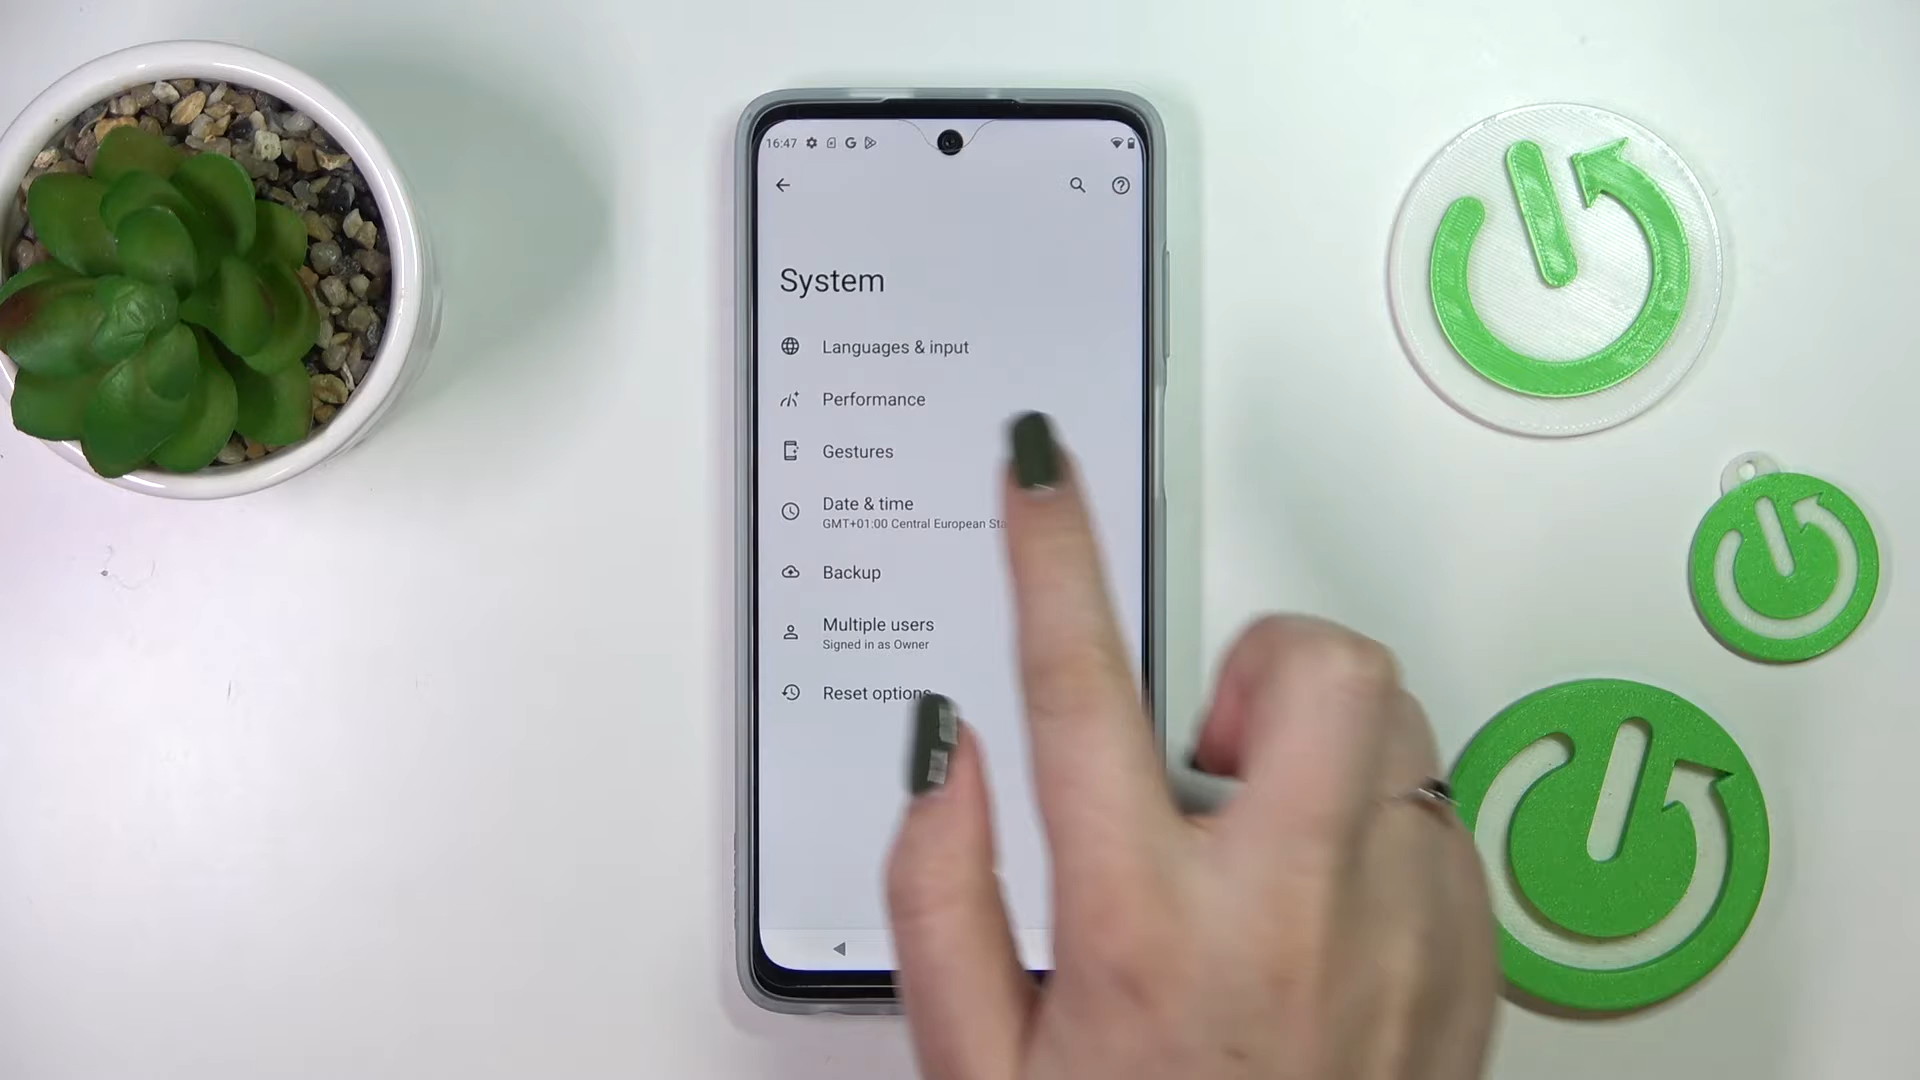 16:47
System
Languages & input
Performance
Gestures
Date & time
GMT+01:00 Central European Sta
Backup
Multiple users
Signed in as Owner
Reset options